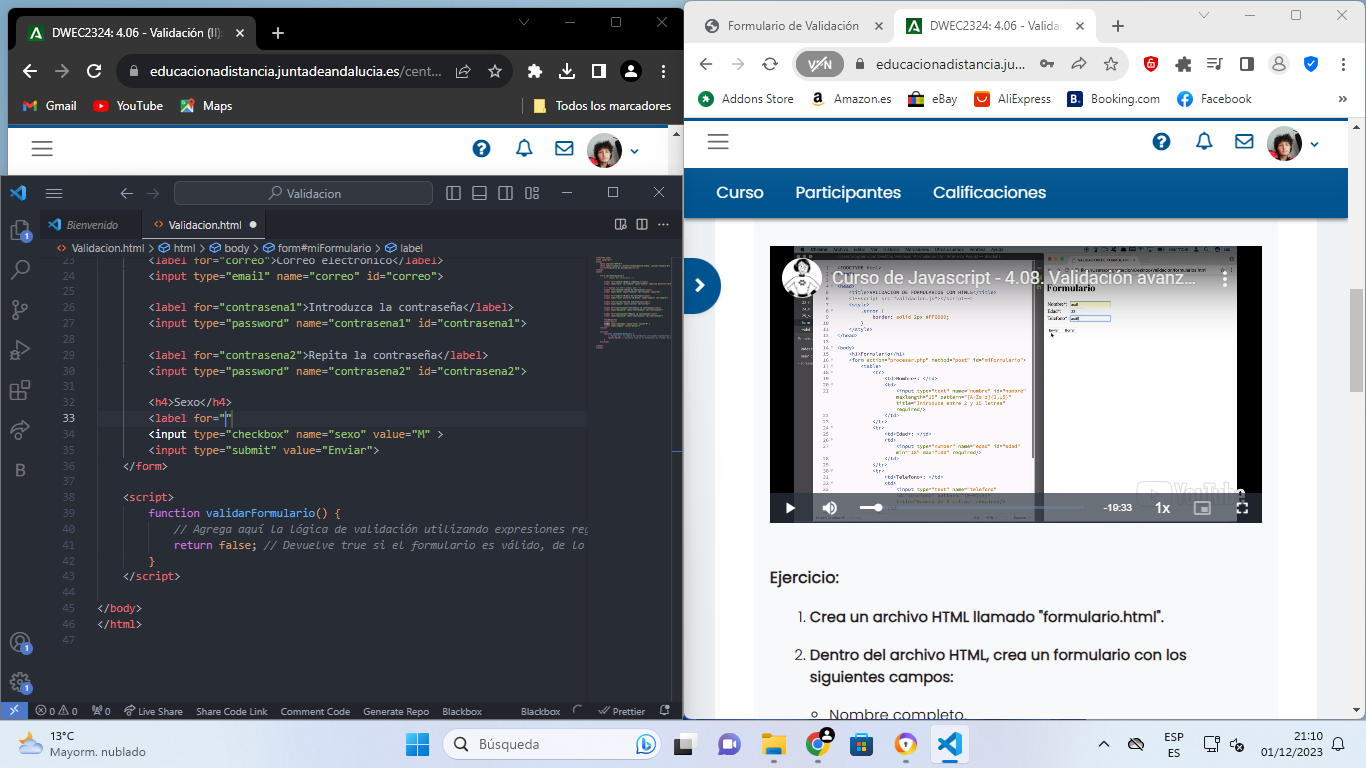 DWEC2324: 4.06 - Validación (II):
educacionadistancia.juntadeandalucia.es/cent...
Gmail
YouTube
Maps
Todos los marcadores
Validacion
Bienvenido
Validacion.html
Validacion.html > html > body > form#miFormulario > label
23 <label for="correo">Correo electronico</label>
24 <input type="email" name="correo" id="correo">
25
26 <label for="contrasena1">Introduzca la contraseña</label>
27 <input type="password" name="contrasena1" id="contrasena1">
28
29 <label for="contrasena2">Repita la contraseña</label>
30 <input type="password" name="contrasena2" id="contrasena2">
31
32 <h4>Sexo</h4>
33 <label for=""
34 <input type="checkbox" name="sexo" value="M" >
35 <input type="submit" value="Enviar">
36 </form>
37
38 <script>
39 function validarFormulario() {
40 // Agrega aquí la lógica de validación utilizando expresiones reg
41 return false; // Devuelve true si el formulario es válido, de lo
42 }
43 </script>
44
45 </body>
46 </html>
47
0 0 0
Live Share
Share Code Link
Comment Code
Generate Repo
Blackbox
Blackbox
Prettier
Formulario de Validación
DWEC2324: 4.06 - Validac
VPN
educacionadistancia.ju...
Addons Store
Amazon.es
eBay
AliExpress
Booking.com
Facebook
»
Curso
Participantes
Calificaciones
Curso de Javascript - 4.08. Validación avanz...
Formulario
-19:33
1x
Ejercicio:
1. Crea un archivo HTML llamado "formulario.html".
2. Dentro del archivo HTML, crea un formulario con los
siguientes campos:
Nombre completo.
13°C
Mayorm. nublado
Búsqueda
ESP
ES
21:10
01/12/2023